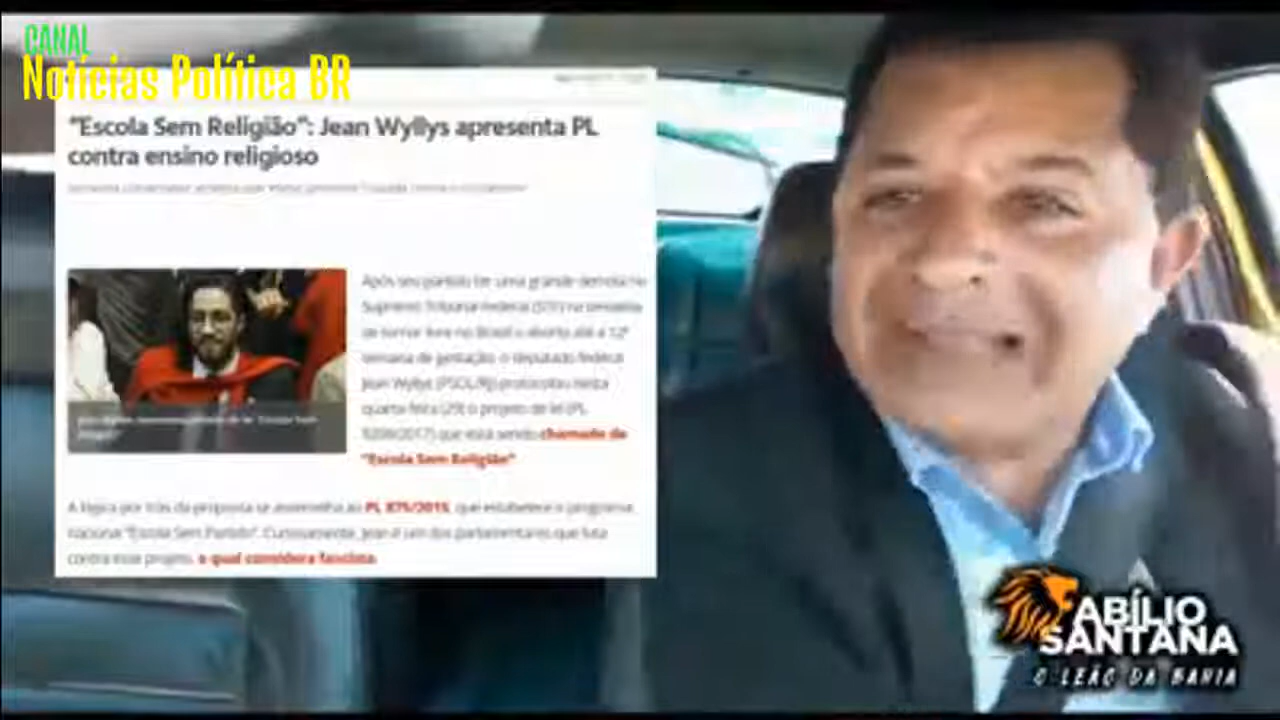 CANAL
Notícias Política BR
"Escola Sem Religião": Jean Wyllys apresenta PL
contra ensino religioso
Após seu partido ter uma grande derrota no
Supremo Tribunal Federal (STF) na tentativa
de tornar livre no Brasil o aborto até a 12ª
semana de gestação, o deputado federal
Jean Wyllys (PSOL/RJ) protocolou nesta
quarta-feira (29) o projeto de lei (PL
que está sendo chamado de
"Escola Sem Religião"
A lógica por trás da proposta se assemelha ao PL 875/2015, que estabelece o programa
nacional "Escola Sem Partido". Curiosamente, Jean é um dos parlamentares que luta
contra esse projeto, o qual considera fascista
ABÍLIO
SANTANA
O LEÃO DA BAHIA